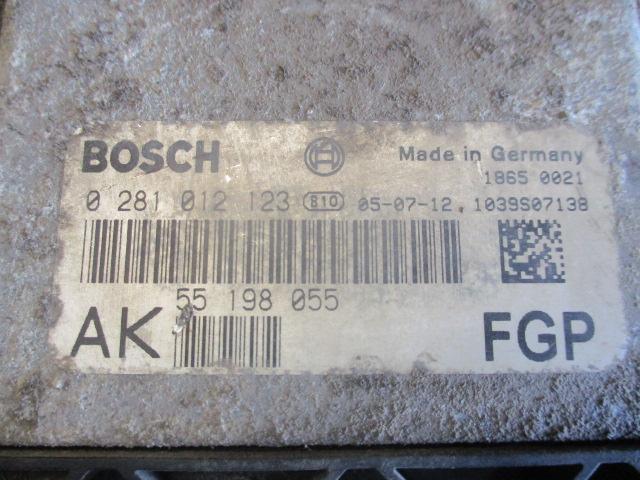 BOSCH
Made in Germany
1865 0021
0 281 012 123 810 05-07-12, 1039S07138
55 198 055
AK
FGP